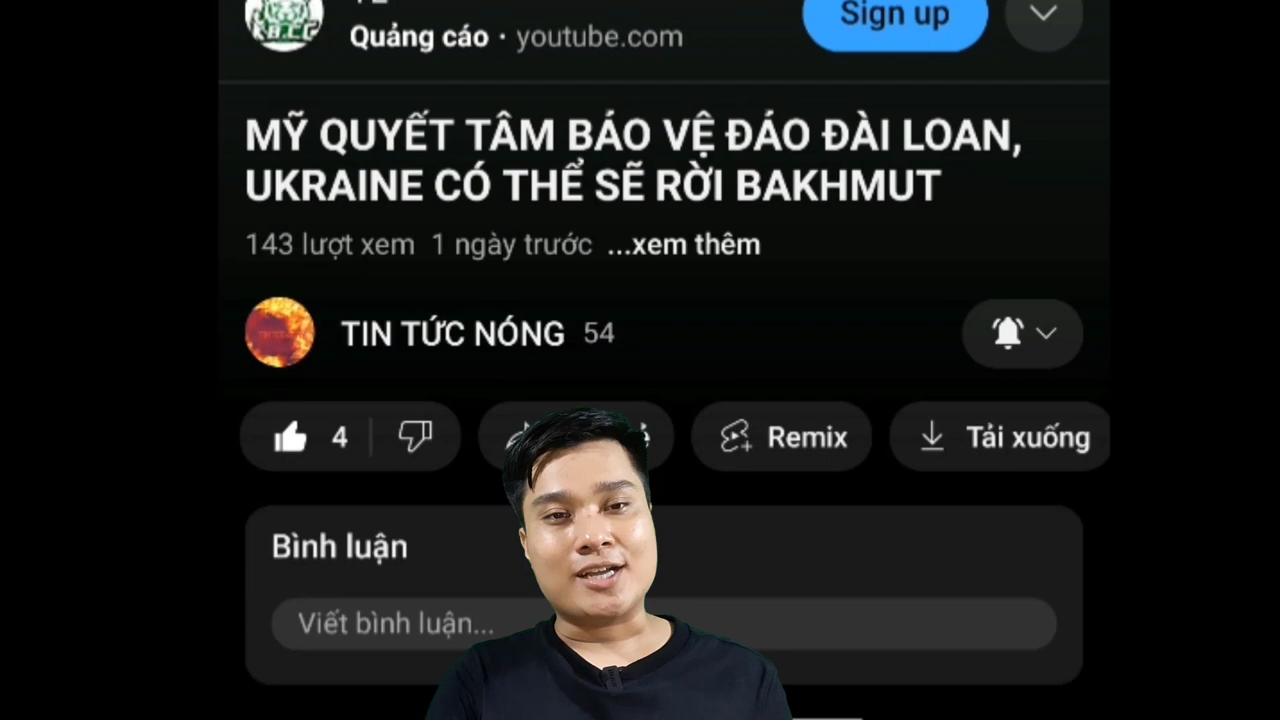 Quảng cáo · youtube.com
Sign up
MỸ QUYẾT TÂM BẢO VỆ ĐẢO ĐÀI LOAN,
UKRAINE CÓ THỂ SẼ RỜI BAKHMUT
143 lượt xem 1 ngày trước ...xem thêm
TIN TỨC NÓNG 54
4
Remix
Tải xuống
Bình luận
Viết bình luận...